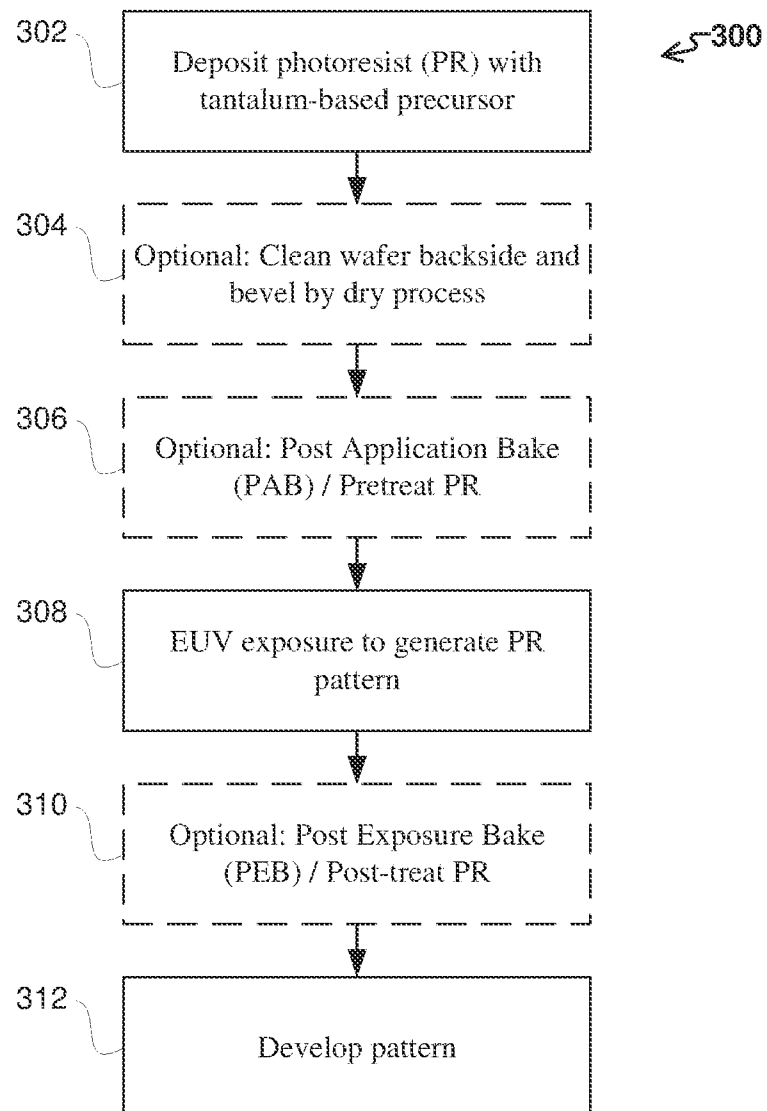 300
302
Deposit photoresist (PR) with
tantalum-based precursor
304
Optional: Clean wafer backside and
bevel by dry process
306
Optional: Post Application Bake
(PAB) / Pretreat PR
308
EUV exposure to generate PR
pattern
310
Optional: Post Exposure Bake
(PEB) / Post-treat PR
312
Develop pattern